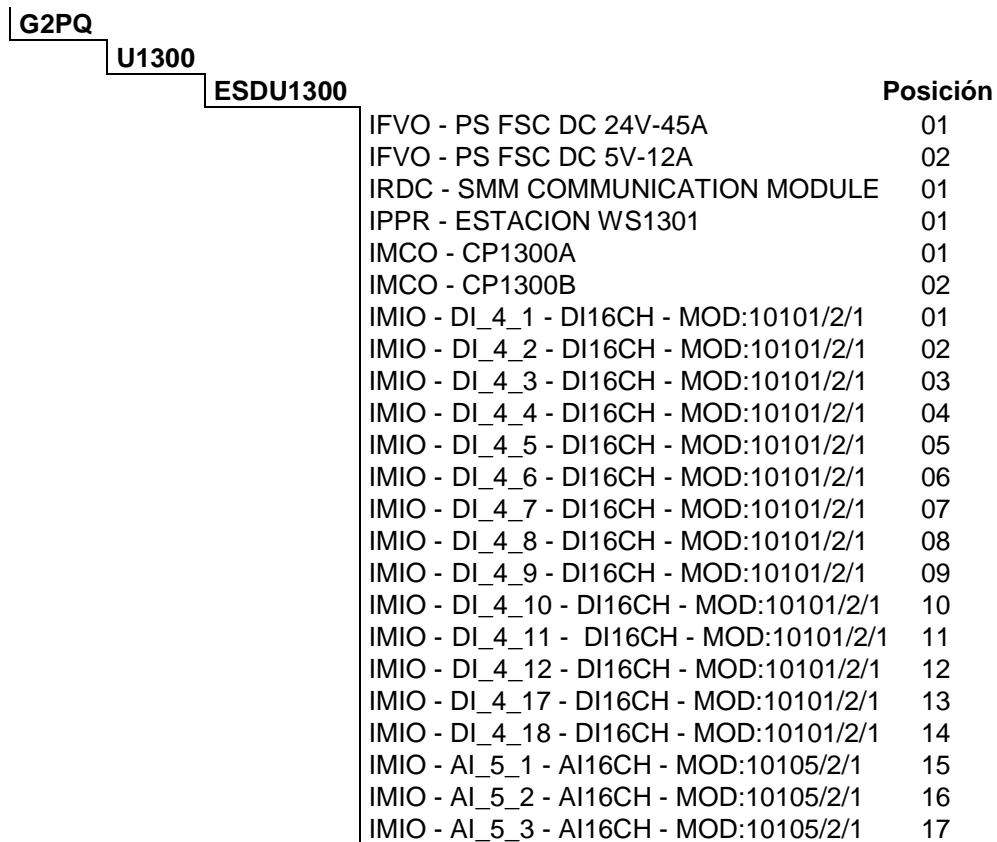 G2PQ
U1300
ESDU1300 Posición
IFVO - PS FSC DC 24V-45A 01
IFVO - PS FSC DC 5V-12A 02
IRDC - SMM COMMUNICATION MODULE 01
IPPR - ESTACION WS1301 01
IMCO - CP1300A 01
IMCO - CP1300B 02
IMIO - DI_4_1 - DI16CH - MOD:10101/2/1 01
IMIO - DI_4_2 - DI16CH - MOD:10101/2/1 02
IMIO - DI_4_3 - DI16CH - MOD:10101/2/1 03
IMIO - DI_4_4 - DI16CH - MOD:10101/2/1 04
IMIO - DI_4_5 - DI16CH - MOD:10101/2/1 05
IMIO - DI_4_6 - DI16CH - MOD:10101/2/1 06
IMIO - DI_4_7 - DI16CH - MOD:10101/2/1 07
IMIO - DI_4_8 - DI16CH - MOD:10101/2/1 08
IMIO - DI_4_9 - DI16CH - MOD:10101/2/1 09
IMIO - DI_4_10 - DI16CH - MOD:10101/2/1 10
IMIO - DI_4_11 -  DI16CH - MOD:10101/2/1 11
IMIO - DI_4_12 - DI16CH - MOD:10101/2/1 12
IMIO - DI_4_17 - DI16CH - MOD:10101/2/1 13
IMIO - DI_4_18 - DI16CH - MOD:10101/2/1 14
IMIO - AI_5_1 - AI16CH - MOD:10105/2/1 15
IMIO - AI_5_2 - AI16CH - MOD:10105/2/1 16
IMIO - AI_5_3 - AI16CH - MOD:10105/2/1 17